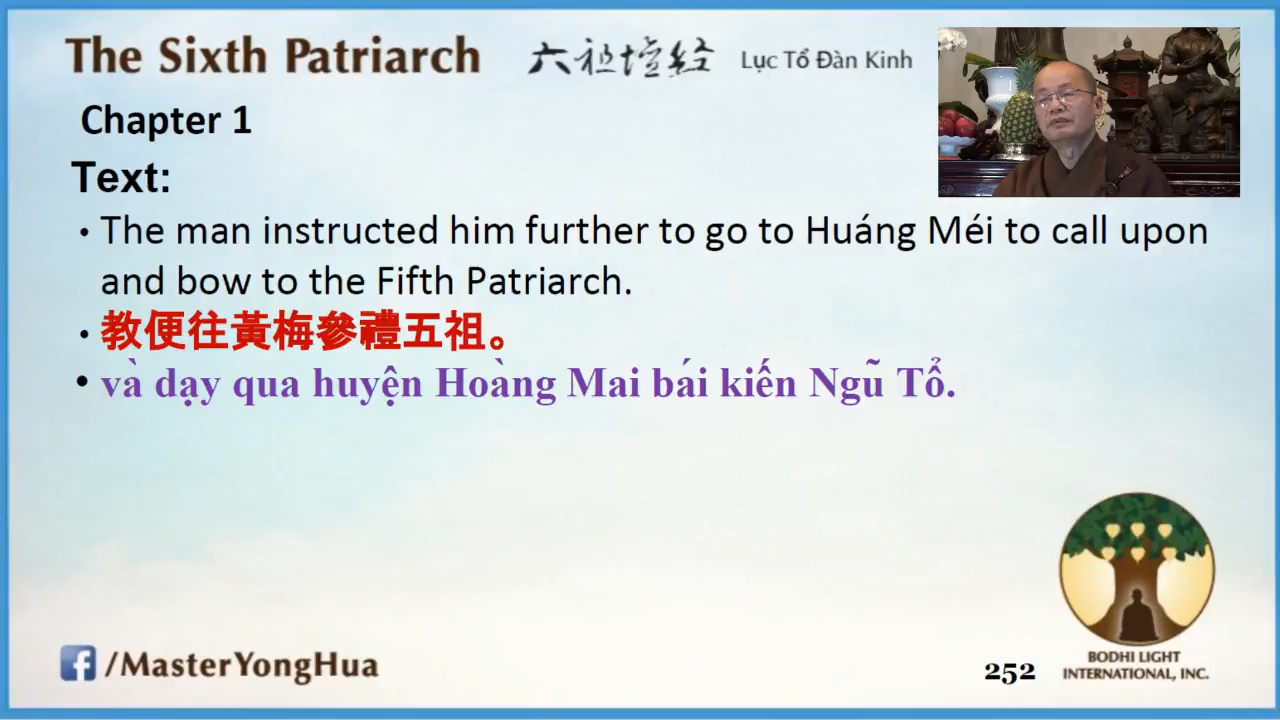 The Sixth Patriarch 六祖壇経 Lục Tổ Đàn Kinh
Chapter 1
Text:
• The man instructed him further to go to Huáng Méi to call upon
and bow to the Fifth Patriarch.
• 教便往黃梅參禮五祖。
• và dạy qua huyện Hoàng Mai bái kiến Ngũ Tổ.
f /MasterYongHua
252
BODHI LIGHT
INTERNATIONAL, INC.